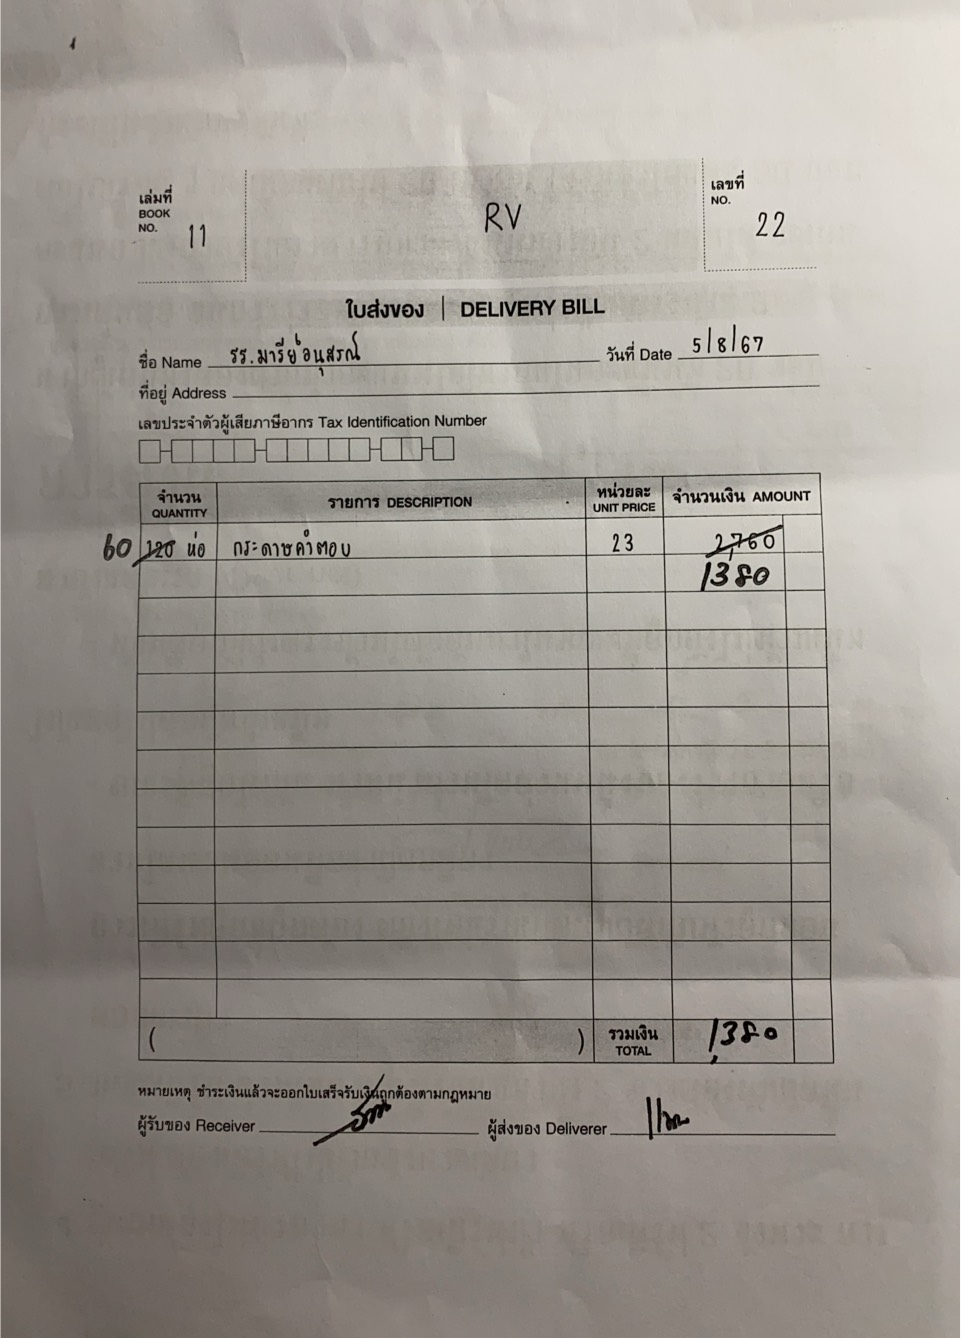 เล่มที่
BOOK
NO. 11
RV
เลขที่
NO.
22
ใบส่งของ | DELIVERY BILL
ชื่อ Name รร.มารีย์อนุสรณ์ วันที่ Date 5/8/67
ที่อยู่ Address
เลขประจำตัวผู้เสียภาษีอากร Tax Identification Number
จำนวน QUANTITY รายการ DESCRIPTION หน่วยละ UNIT PRICE จำนวนเงิน AMOUNT
60 120 ห่อ กระดาษคำตอบ 23 2,760
1380
( ) รวมเงิน TOTAL 1,380
หมายเหตุ ชำระเงินแล้วจะออกใบเสร็จรับเงินถูกต้องตามกฎหมาย
ผู้รับของ Receiver ผู้ส่งของ Deliverer